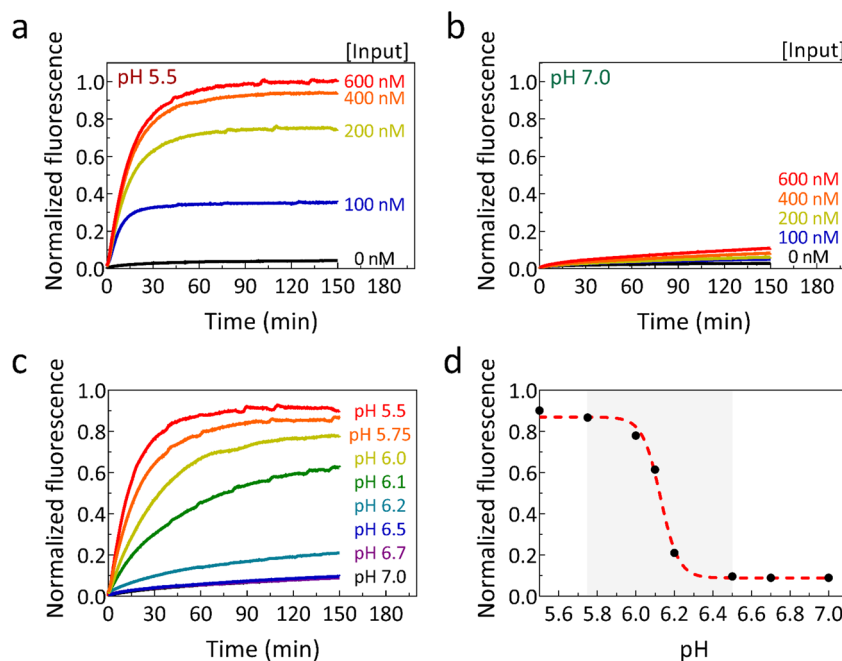 a
[Input]
pH 5.5
1.0
0.8
0.6
0.4
0.2
0.0
Normalized fluorescence
600 nM
400 nM
200 nM
100 nM
0 nM
0 30 60 90 120 150 180
Time (min)
b
[Input]
pH 7.0
1.0
0.8
0.6
0.4
0.2
0.0
Normalized fluorescence
600 nM
400 nM
200 nM
100 nM
0 nM
0 30 60 90 120 150 180
Time (min)
c
1.0
0.8
0.6
0.4
0.2
0.0
Normalized fluorescence
pH 5.5
pH 5.75
pH 6.0
pH 6.1
pH 6.2
pH 6.5
pH 6.7
pH 7.0
0 30 60 90 120 150 180
Time (min)
d
1.0
0.8
0.6
0.4
0.2
0.0
Normalized fluorescence
5.6 5.8 6.0 6.2 6.4 6.6 6.8 7.0
pH